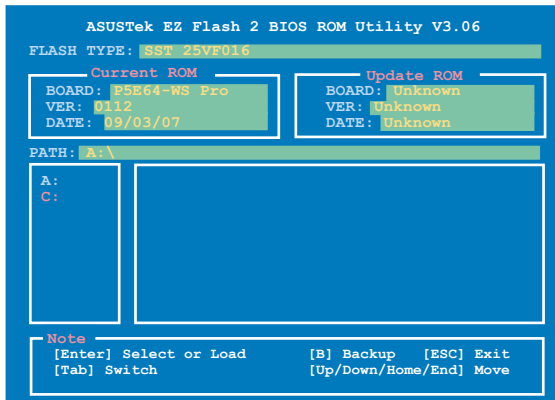 ASUSTek EZ Flash 2 BIOS ROM Utility V3.06
FLASH TYPE: SST 25VF016
Current ROM
BOARD: P5E64-WS Pro
VER: 0112
DATE: 09/03/07
Update ROM
BOARD: Unknown
VER: Unknown
DATE: Unknown
PATH: A:\
A:
C:
Note
[Enter] Select or Load [B] Backup [ESC] Exit
[Tab] Switch [Up/Down/Home/End] Move